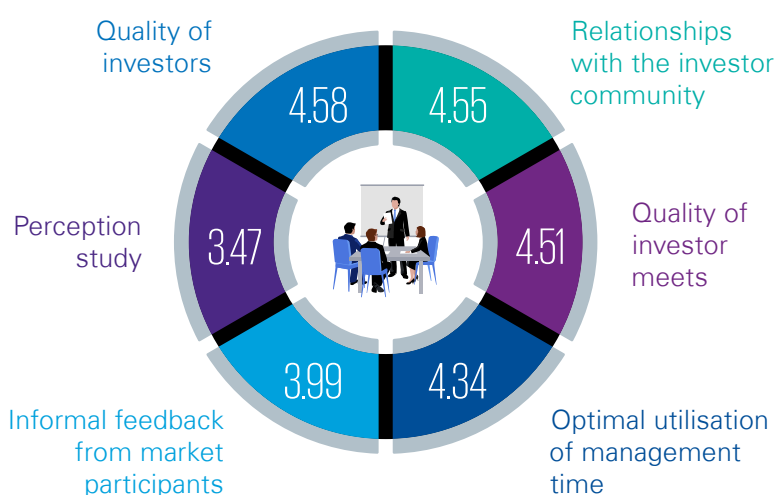 Quality of
investors
Relationships
with the investor
community
4.58
4.55
Perception
study
3.47
4.51
Quality of
investor
meets
3.99
4.34
Informal feedback
from market
participants
Optimal utilisation
of management
time